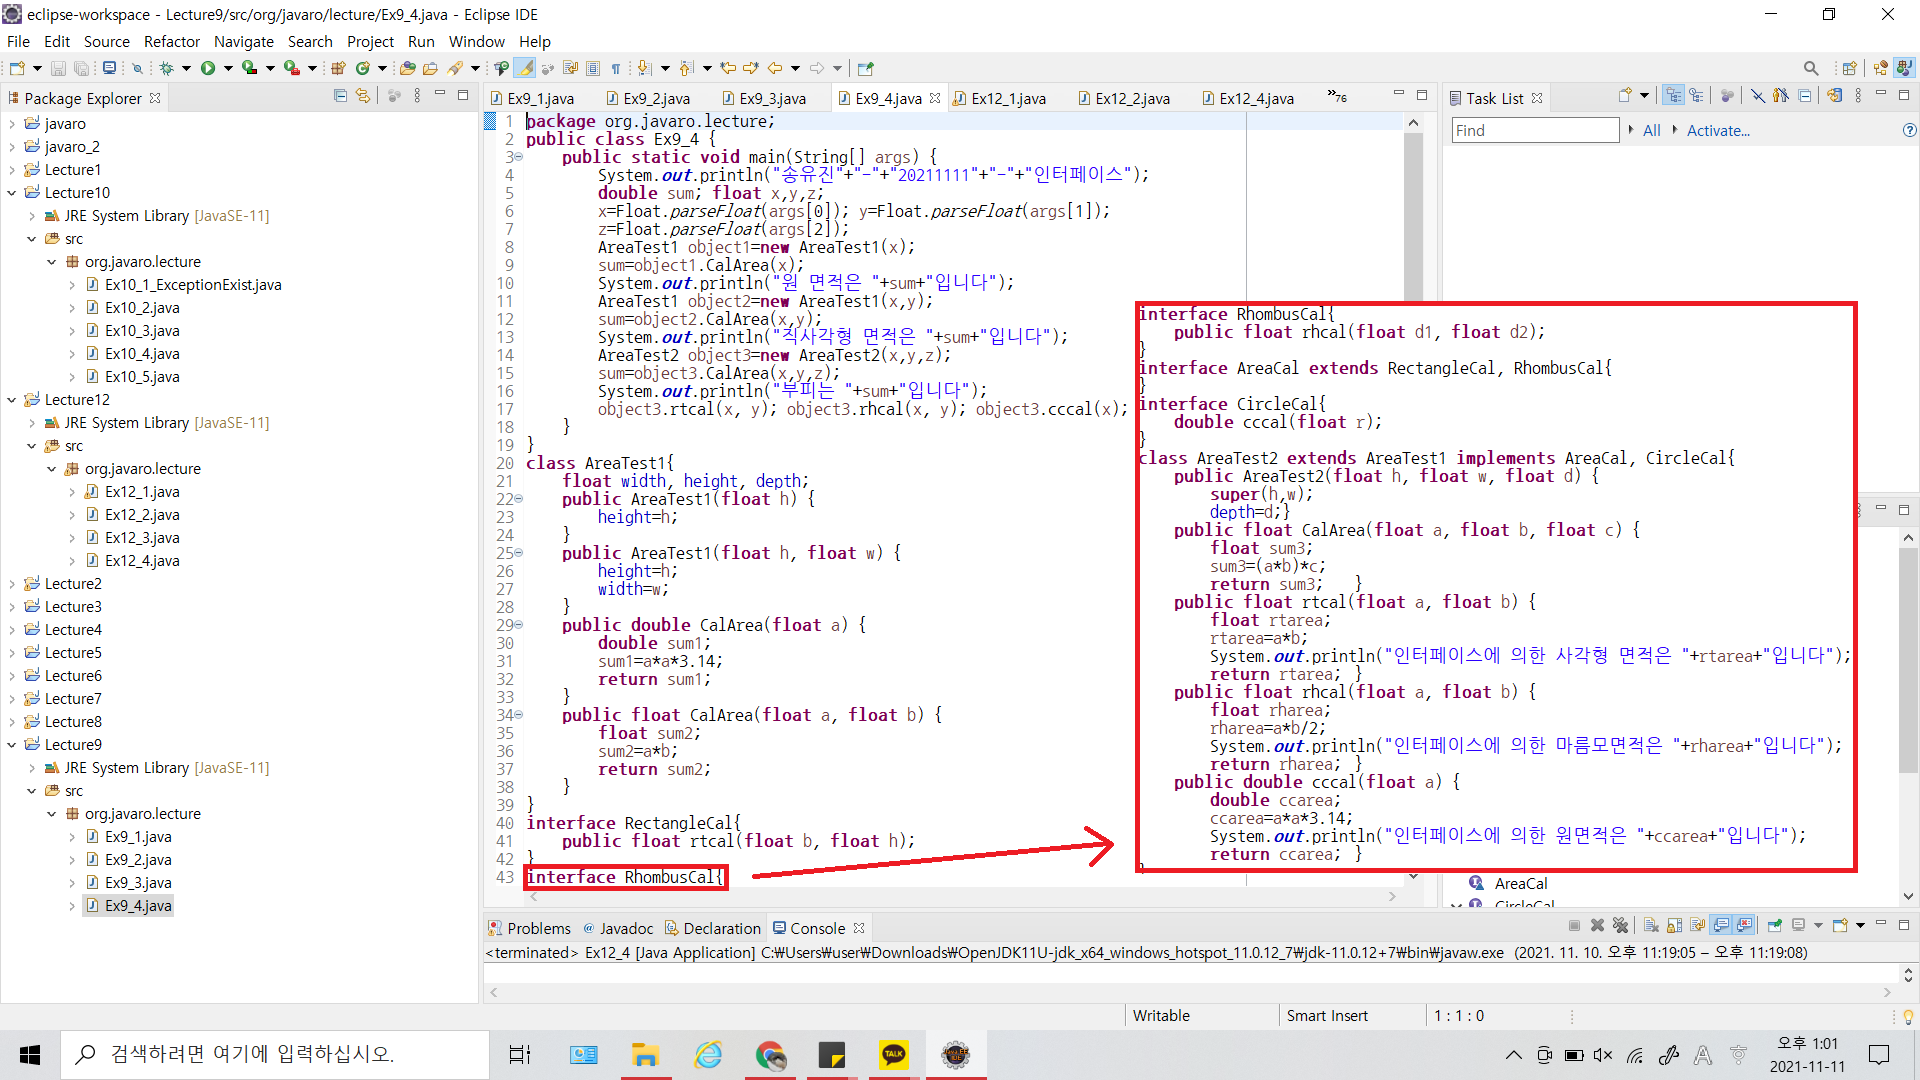 eclipse-workspace - Lecture9/src/org/javaro/lecture/Ex9_4.java - Eclipse IDE
File Edit Source Refactor Navigate Search Project Run Window Help
Package Explorer
javaro
javaro_2
Lecture1
Lecture10
JRE System Library [JavaSE-11]
src
org.javaro.lecture
Ex10_1_ExceptionExist.java
Ex10_2.java
Ex10_3.java
Ex10_4.java
Ex10_5.java
Lecture12
JRE System Library [JavaSE-11]
src
org.javaro.lecture
Ex12_1.java
Ex12_2.java
Ex12_3.java
Ex12_4.java
Lecture2
Lecture3
Lecture4
Lecture5
Lecture6
Lecture7
Lecture8
Lecture9
JRE System Library [JavaSE-11]
src
org.javaro.lecture
Ex9_1.java
Ex9_2.java
Ex9_3.java
Ex9_4.java
Ex9_1.java Ex9_2.java Ex9_3.java Ex9_4.java Ex12_1.java Ex12_2.java Ex12_4.java »76
1 package org.javaro.lecture;
2 public class Ex9_4 {
3 public static void main(String[] args) {
4 System.out.println("송유진"+"-"+"20211111"+"-"+"인터페이스");
5 double sum; float x,y,z;
6 x=Float.parseFloat(args[0]); y=Float.parseFloat(args[1]);
7 z=Float.parseFloat(args[2]);
8 AreaTest1 object1=new AreaTest1(x);
9 sum=object1.CalArea(x);
10 System.out.println("원 면적은 "+sum+"입니다");
11 AreaTest1 object2=new AreaTest1(x,y);
12 sum=object2.CalArea(x,y);
13 System.out.println("직사각형 면적은 "+sum+"입니다");
14 AreaTest2 object3=new AreaTest2(x,y,z);
15 sum=object3.CalArea(x,y,z);
16 System.out.println("부피는 "+sum+"입니다");
17 object3.rtcal(x, y); object3.rhcal(x, y); object3.cccal(x);
18 }
19 }
20 class AreaTest1{
21 float width, height, depth;
22 public AreaTest1(float h) {
23 height=h;
24 }
25 public AreaTest1(float h, float w) {
26 height=h;
27 width=w;
28 }
29 public double CalArea(float a) {
30 double sum1;
31 sum1=a*a*3.14;
32 return sum1;
33 }
34 public float CalArea(float a, float b) {
35 float sum2;
36 sum2=a*b;
37 return sum2;
38 }
39 }
40 interface RectangleCal{
41 public float rtcal(float b, float h);
42 }
43 interface RhombusCal{
interface RhombusCal{
public float rhcal(float d1, float d2);
}
interface AreaCal extends RectangleCal, RhombusCal{
}
interface CircleCal{
double cccal(float r);
}
class AreaTest2 extends AreaTest1 implements AreaCal, CircleCal{
public AreaTest2(float h, float w, float d) {
super(h,w);
depth=d;}
public float CalArea(float a, float b, float c) {
float sum3;
sum3=(a*b)*c;
return sum3; }
public float rtcal(float a, float b) {
float rtarea;
rtarea=a*b;
System.out.println("인터페이스에 의한 사각형 면적은 "+rtarea+"입니다");
return rtarea; }
public float rhcal(float a, float b) {
float rharea;
rharea=a*b/2;
System.out.println("인터페이스에 의한 마름모면적은 "+rharea+"입니다");
return rharea; }
public double cccal(float a) {
double ccarea;
ccarea=a*a*3.14;
System.out.println("인터페이스에 의한 원면적은 "+ccarea+"입니다");
return ccarea; }
Task List
Find All Activate...
AreaCal
CircleCal
Problems @ Javadoc Declaration Console
<terminated> Ex12_4 [Java Application] C:₩Users₩user₩Downloads₩OpenJDK11U-jdk_x64_windows_hotspot_11.0.12_7₩jdk-11.0.12+7₩bin₩javaw.exe (2021. 11. 10. 오후 11:19:05 – 오후 11:19:08)
Writable Smart Insert 1 : 1 : 0
검색하려면 여기에 입력하십시오.
TALK
오후 1:01
2021-11-11